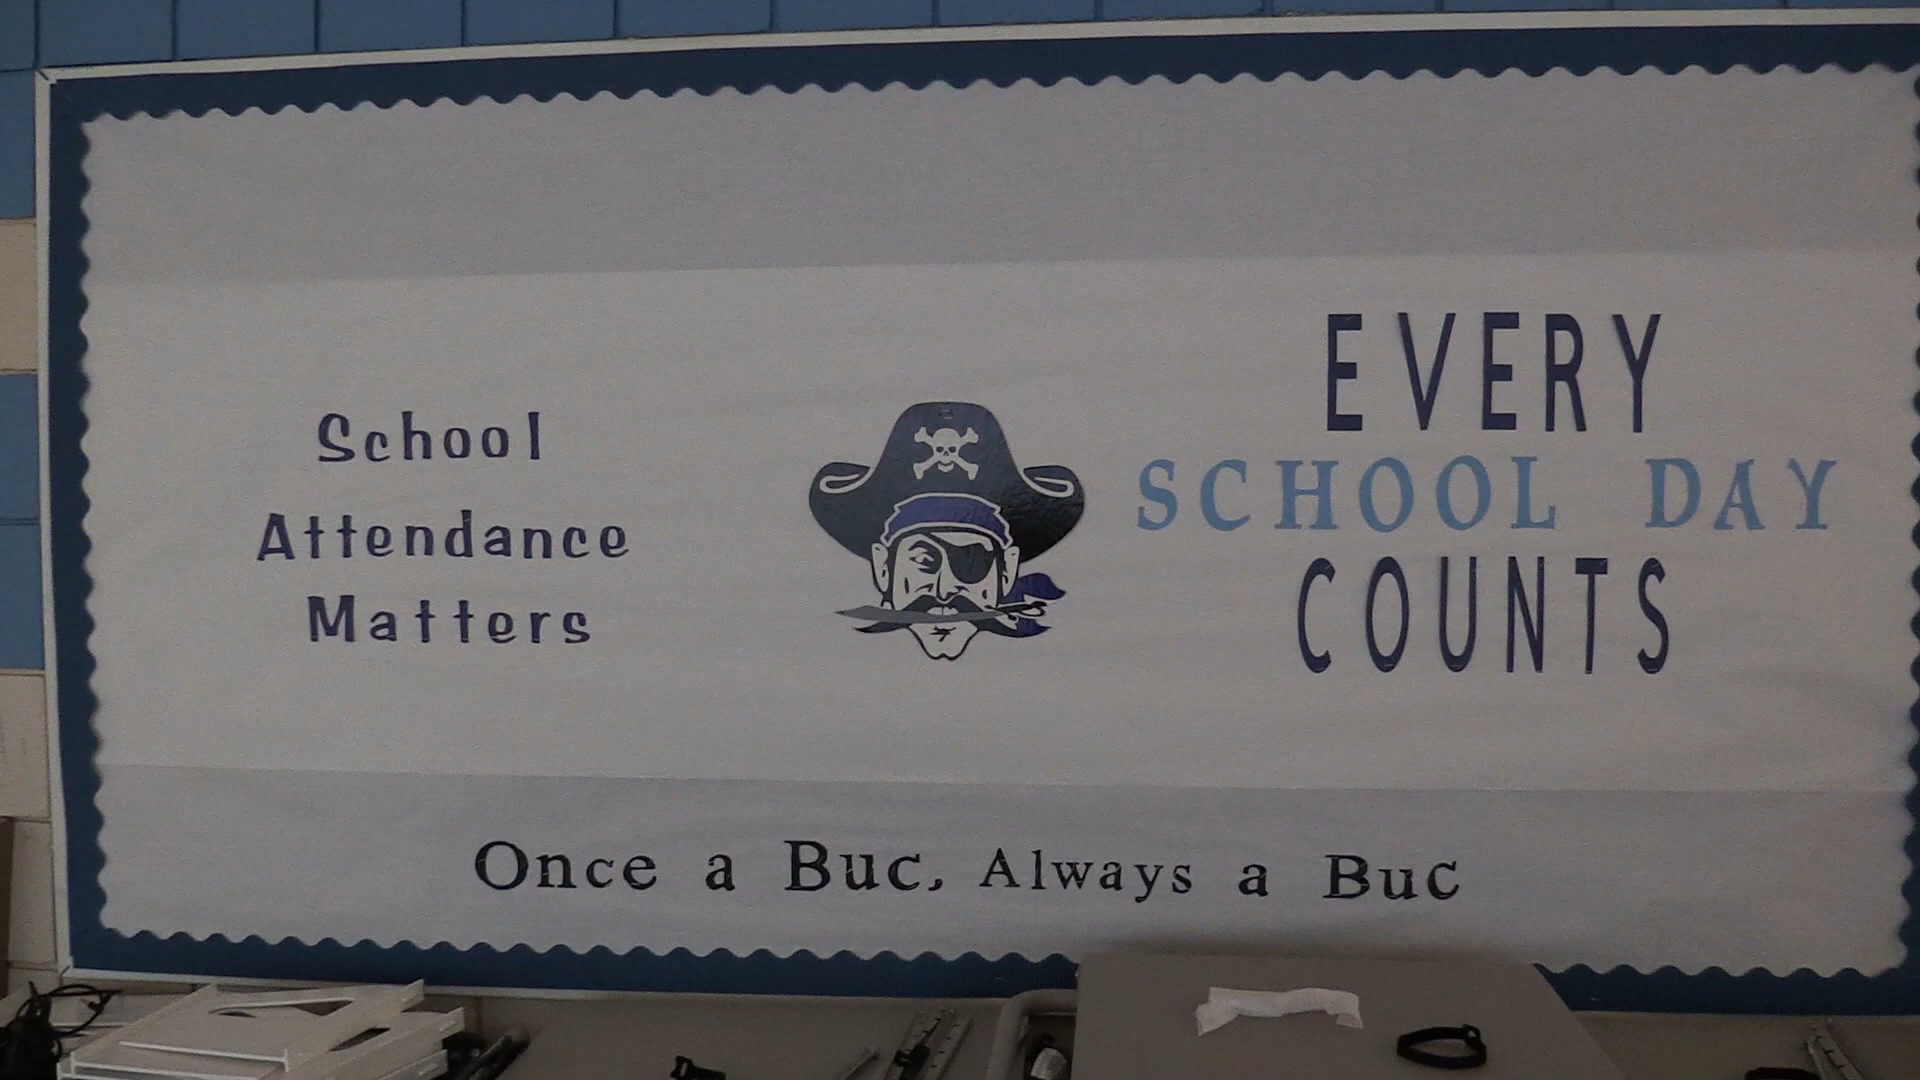 School
Attendance
Matters
EVERY
SCHOOL DAY
COUNTS
Once a Buc, Always a Buc